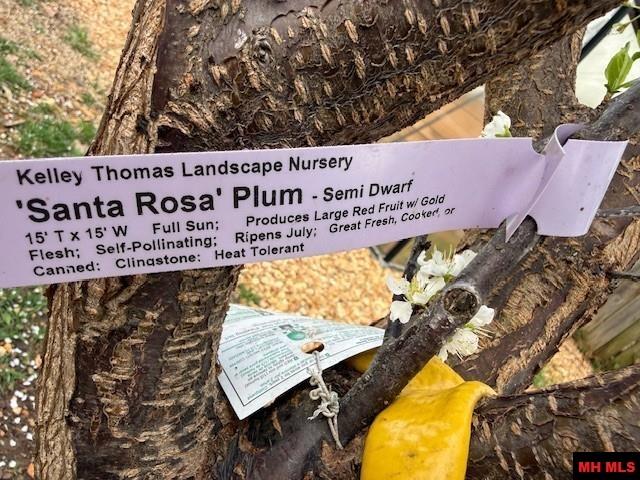 Kelley Thomas Landscape Nursery
'Santa Rosa' Plum - Semi Dwarf
15' T x 15' W Full Sun; Produces Large Red Fruit w/ Gold
Flesh; Self-Pollinating; Ripens July; Great Fresh, Cooked, or
Canned; Clingstone; Heat Tolerant
MH MLS